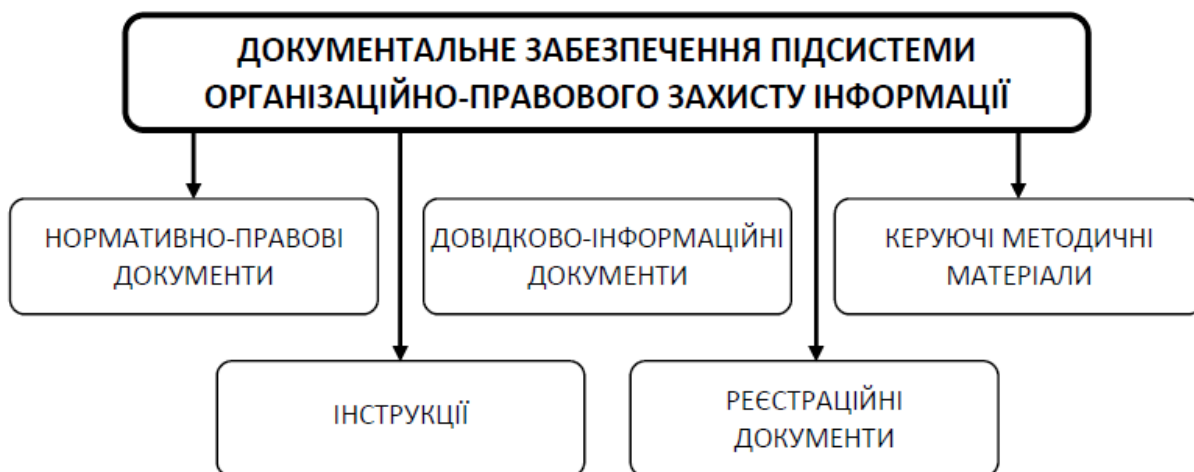 ДОКУМЕНТАЛЬНЕ ЗАБЕЗПЕЧЕННЯ ПІДСИСТЕМИ
ОРГАНІЗАЦІЙНО-ПРАВОВОГО ЗАХИСТУ ІНФОРМАЦІЇ
НОРМАТИВНО-ПРАВОВІ
ДОКУМЕНТИ
ДОВІДКОВО-ІНФОРМАЦІЙНІ
ДОКУМЕНТИ
КЕРУЮЧІ МЕТОДИЧНІ
МАТЕРІАЛИ
ІНСТРУКЦІЇ
РЕЄСТРАЦІЙНІ
ДОКУМЕНТИ